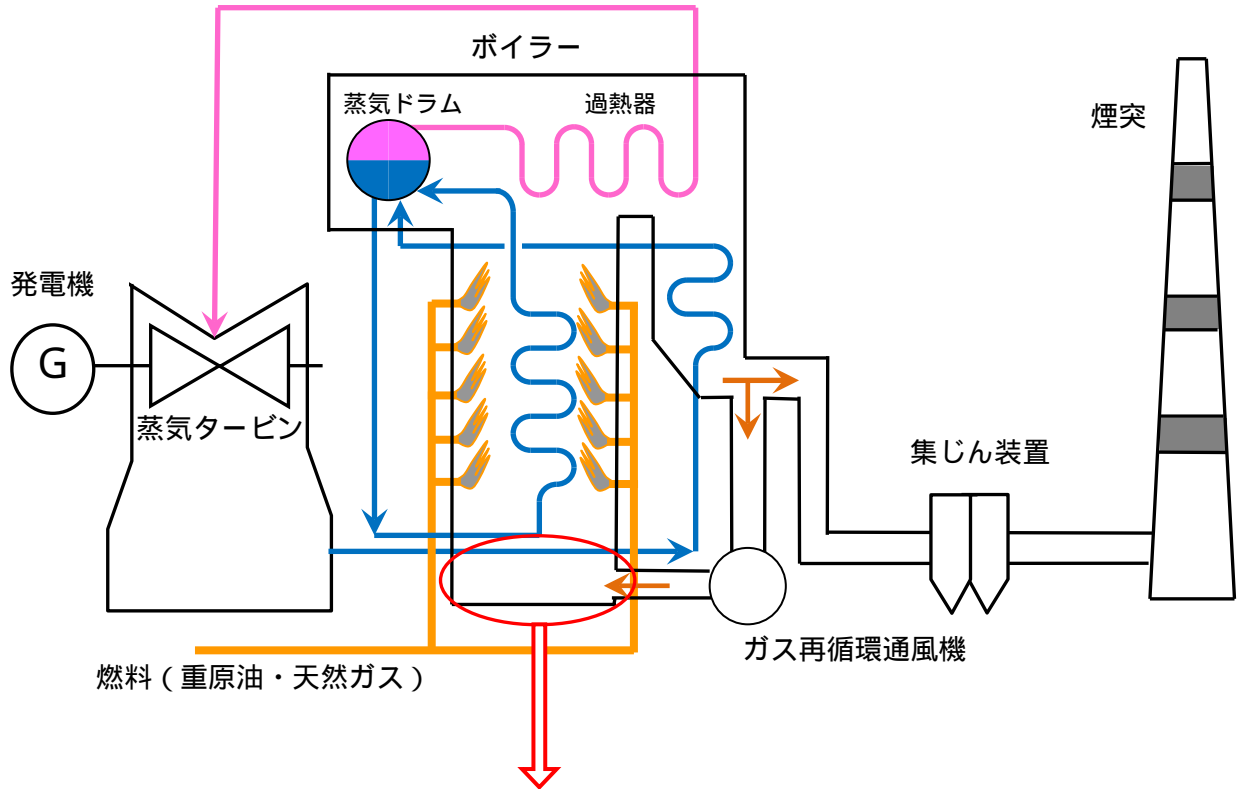 ボイラー
蒸気ドラム
過熱器
煙突
発電機
G
蒸気タービン
集じん装置
ガス再循環通風機
燃料（重原油・天然ガス）